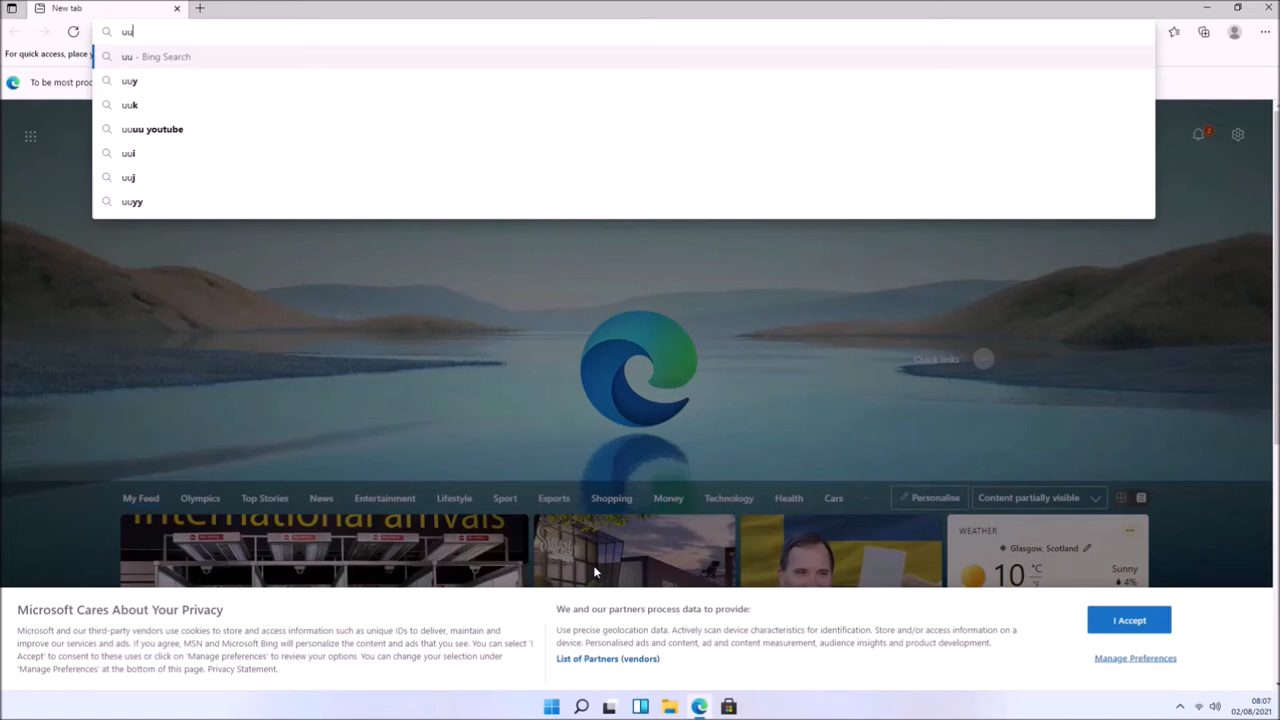 New tab
uu
For quick access, place y
uu - Bing Search
uuy
To be most proc
uuk
uuuu youtube
2
uui
uuj
uuyy
Quick links
My Feed Olympics Top Stories News Entertainment Lifestyle Sport Esports Shopping Money Technology Health Cars ... Personalise Content partially visible
International arrivals
WEATHER
Glasgow, Scotland
10 °C
Sunny
4%
Microsoft Cares About Your Privacy
Microsoft and our third-party vendors use cookies to store and access information such as unique IDs to deliver, maintain and
improve our services and ads. If you agree, MSN and Microsoft Bing will personalize the content and ads that you see. You can select 'I
Accept' to consent to these uses or click on 'Manage preferences' to review your options. You can change your selection under
'Manage Preferences' at the bottom of this page. Privacy Statement.
We and our partners process data to provide:
Use precise geolocation data. Actively scan device characteristics for identification. Store and/or access information on a
device. Personalised ads and content, ad and content measurement, audience insights and product development.
List of Partners (vendors)
I Accept
Manage Preferences
08:07
02/08/2021